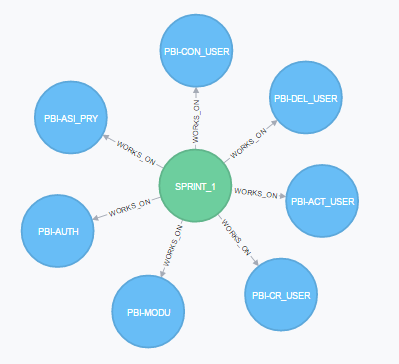 PBI-CON_USER
PBI-DEL_USER
PBI-ASI_PRY
WORKS_ON
WORKS_ON
WORKS_ON
SPRINT_1
WORKS_ON
PBI-ACT_USER
WORKS_ON
PBI-AUTH
WORKS_ON
WORKS_ON
PBI-CR_USER
PBI-MODU